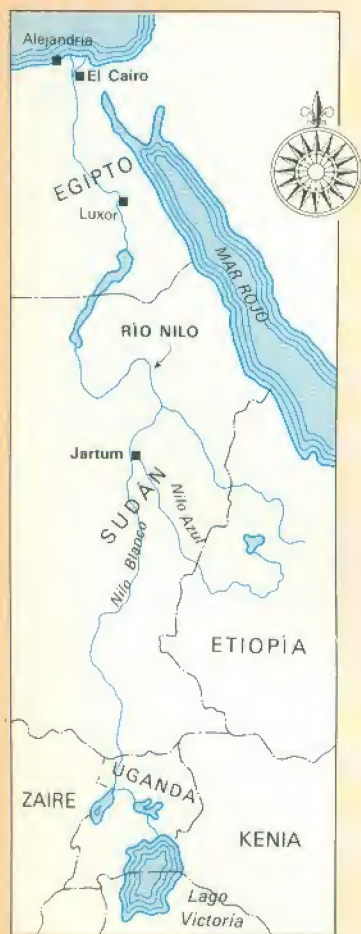 Alejandría
El Cairo
EGIPTO
Luxor
MAR ROJO
RÍO NILO
Jartum
SUDÁN
Nilo Azul
Nilo Blanco
ETIOPÍA
UGANDA
ZAIRE
KENIA
Lago
Victoria